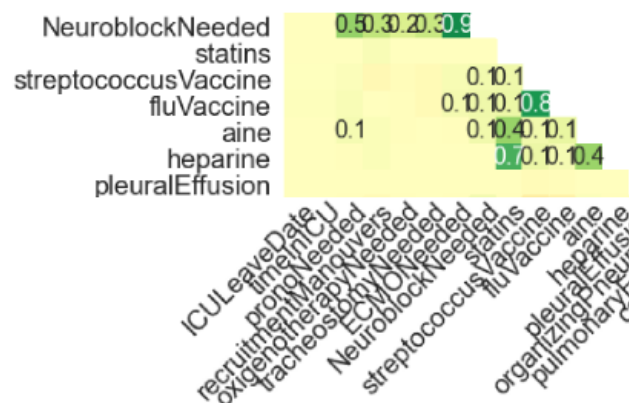 NeuroblockNeeded 0.5 0.3 0.2 0.3 0.9
statins
streptococcusVaccine 0.1 0.1
fluVaccine 0.1 0.1 0.1 0.8
aine 0.1 0.1 0.4 0.1 0.1
heparine 0.7 0.1 0.1 0.4
pleuralEffusion
ICULeaveDate
timeInICU
pronoNeeded
recruitmentManouvers
oxigenotherapyNeeded
tracheostomyNeeded
ECMONeeded
NeuroblockNeeded
statins
streptococcusVaccine
fluVaccine
aine
heparine